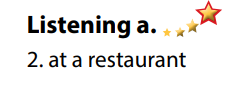 Listening a.
2. at a restaurant